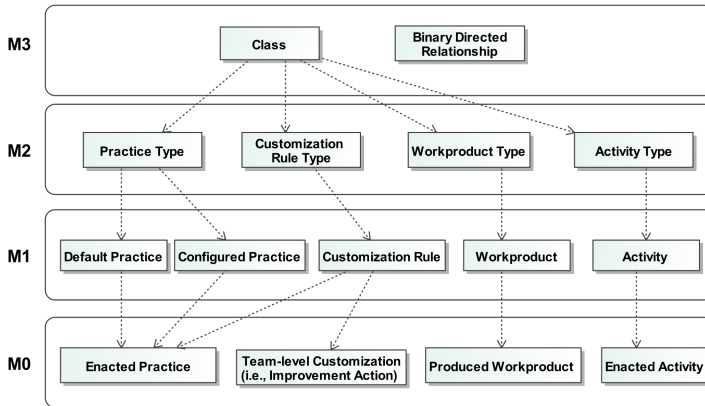 M3
Class
Binary Directed
Relationship
M2
Practice Type
Customization
Rule Type
Workproduct Type
Activity Type
M1
Default Practice
Configured Practice
Customization Rule
Workproduct
Activity
M0
Enacted Practice
Team-level Customization
(i.e., Improvement Action)
Produced Workproduct
Enacted Activity